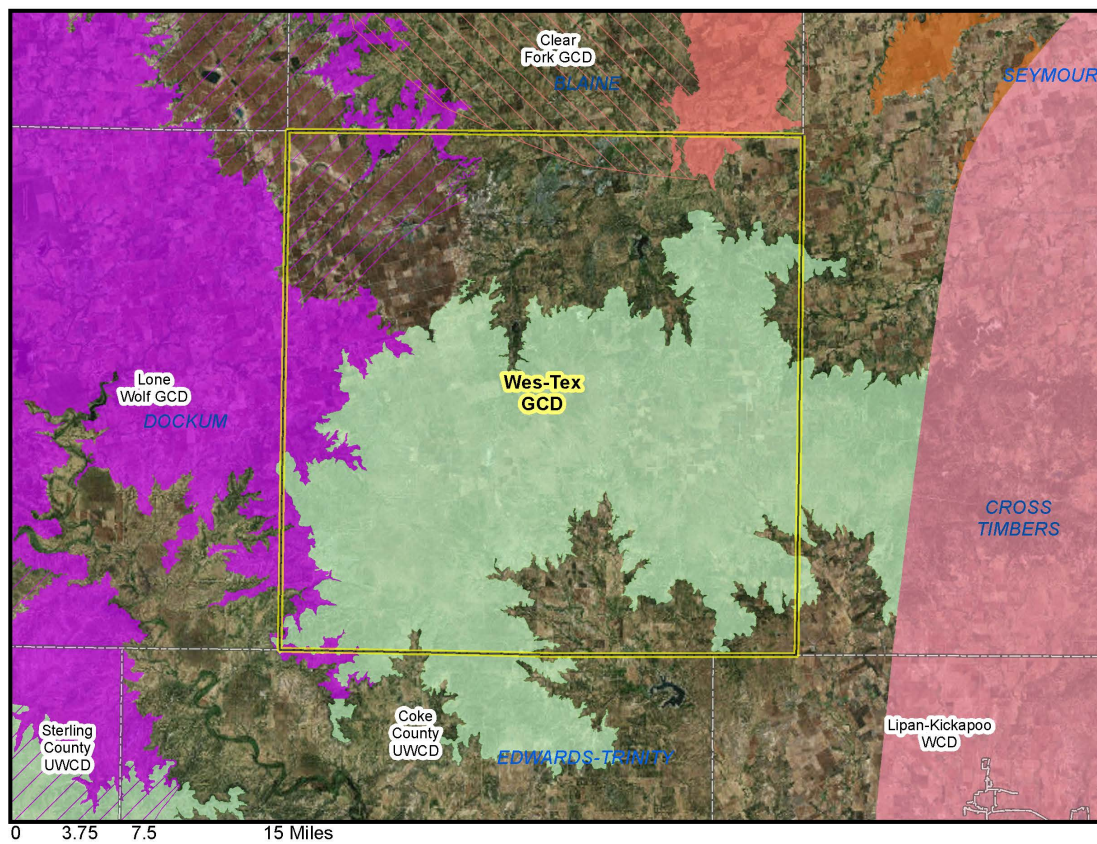 Clear
Fork GCD
BLAINE
SEYMOUR
Wes-Tex
GCD
Lone
Wolf GCD
DOCKUM
CROSS
TIMBERS
Sterling
County
UWCD
Coke
County
UWCD
EDWARDS-TRINITY
Lipan-Kickapoo
WCD
0 3.75 7.5 15 Miles